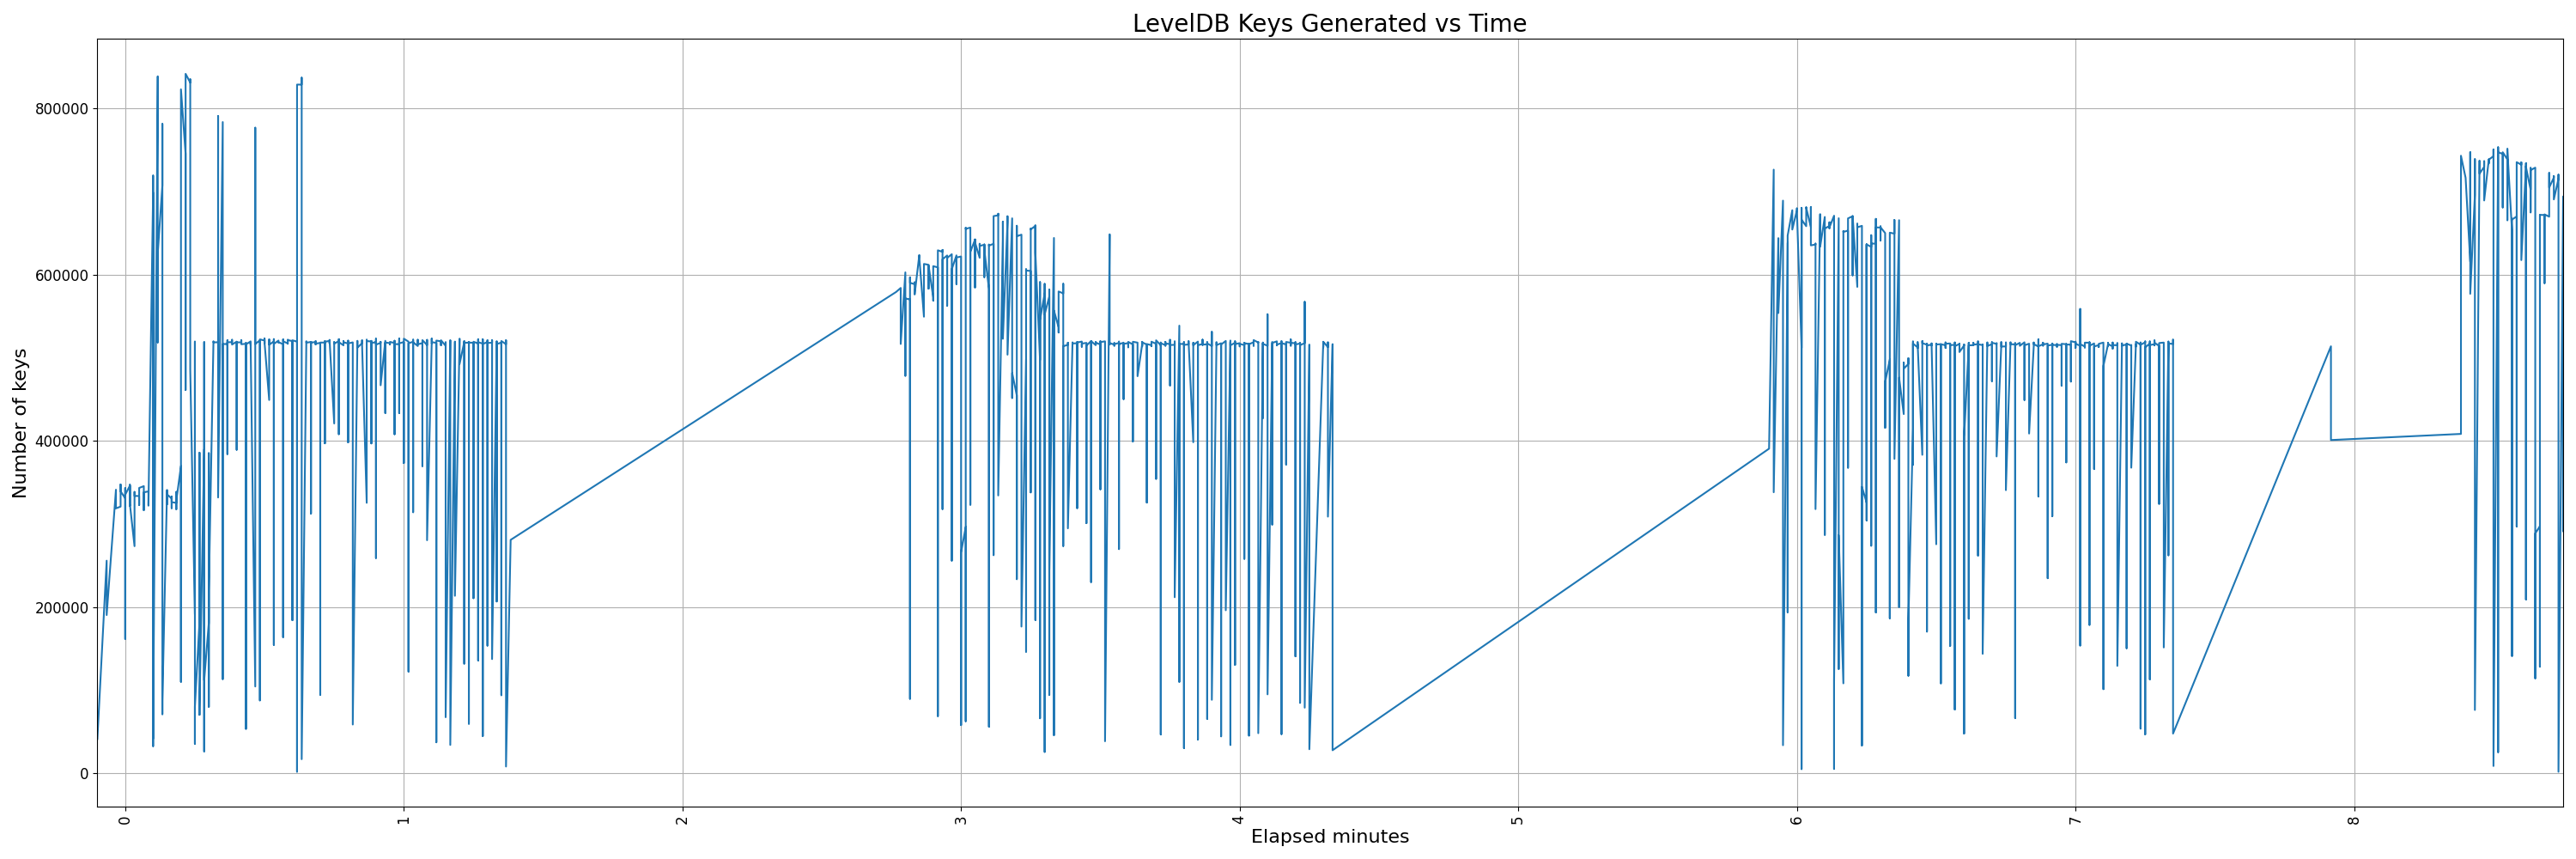 LevelDB Keys Generated vs Time
Number of keys
800000
600000
400000
200000
0
0 1 2 3 4 5 6 7 8
Elapsed minutes